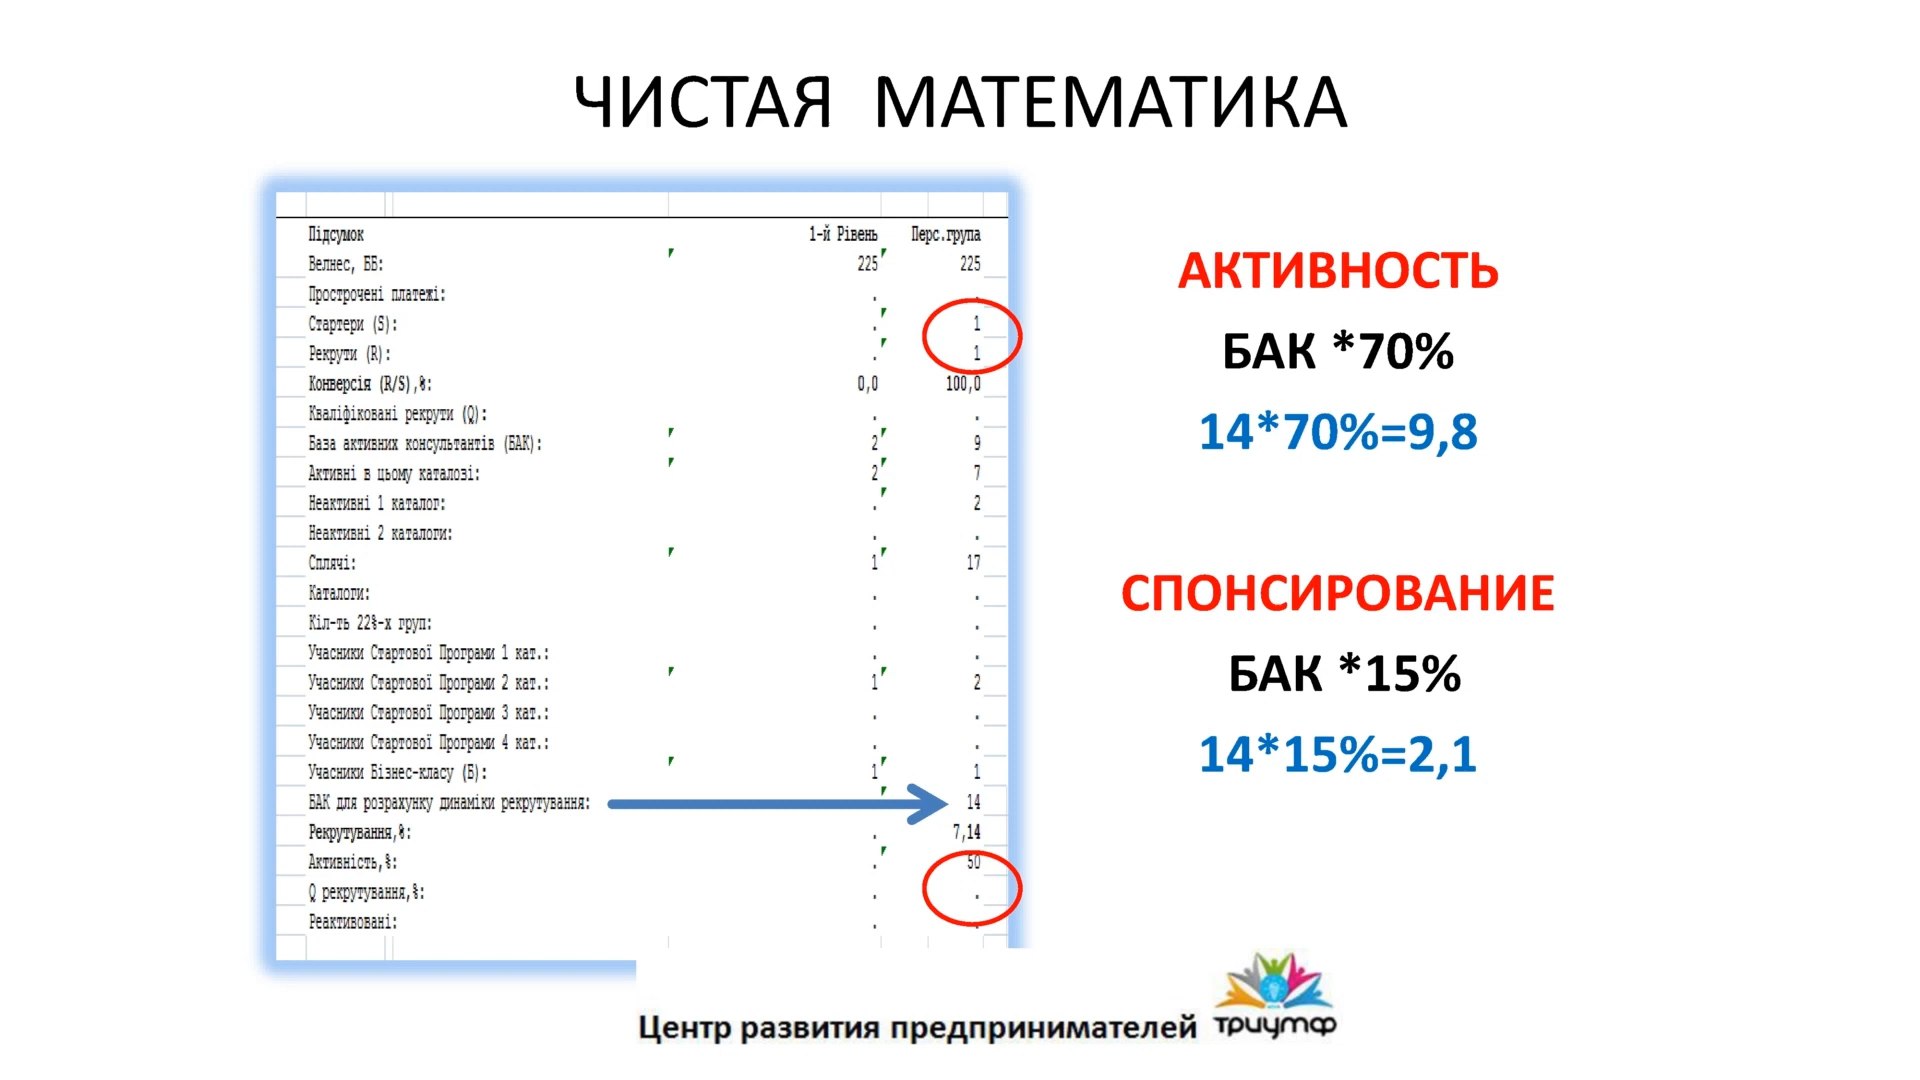 ЧИСТАЯ МАТЕМАТИКА
Підсумок 1-й Рівень Перс.група
Велнес, ББ: 225 225
Прострочені платежі: . .
Стартери (S): . 1
Рекрути (R): . 1
Конверсія (R/S),%: 0,0 100,0
Кваліфіковані рекрути (Q): . .
База активних консультантів (БАК): 2 9
Активні в цьому каталозі: 2 7
Неактивні 1 каталог: . 2
Неактивні 2 каталоги: . .
Сплячі: 1 17
Каталоги: . .
Кіл-ть 22%-х груп: . .
Учасники Стартової Програми 1 кат.: . .
Учасники Стартової Програми 2 кат.: 1 2
Учасники Стартової Програми 3 кат.: . .
Учасники Стартової Програми 4 кат.: . .
Учасники Бізнес-класу (Б): 1 1
БАК для розрахунку динаміки рекрутування: 14
Рекрутування,%: . 7,14
Активність,%: . 50
Q рекрутування,%: . .
Реактивовані: . .
АКТИВНОСТЬ
БАК *70%
14*70%=9,8
СПОНСИРОВАНИЕ
БАК *15%
14*15%=2,1
Центр развития предпринимателей
триумф